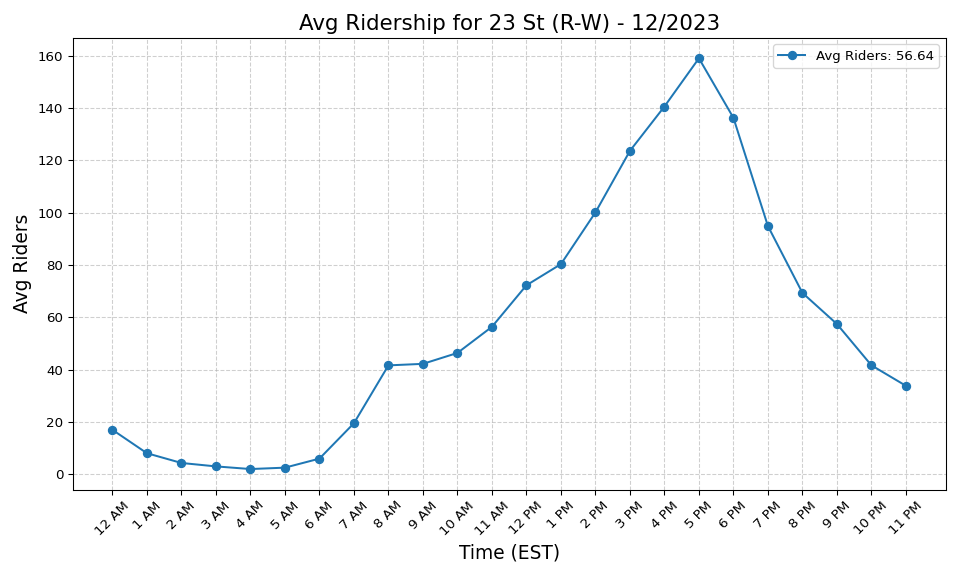 Avg Ridership for 23 St (R-W) - 12/2023
Avg Riders: 56.64
Avg Riders
160
140
120
100
80
60
40
20
0
12 AM
1 AM
2 AM
3 AM
4 AM
5 AM
6 AM
7 AM
8 AM
9 AM
10 AM
11 AM
12 PM
1 PM
2 PM
3 PM
4 PM
5 PM
6 PM
7 PM
8 PM
9 PM
10 PM
11 PM
Time (EST)